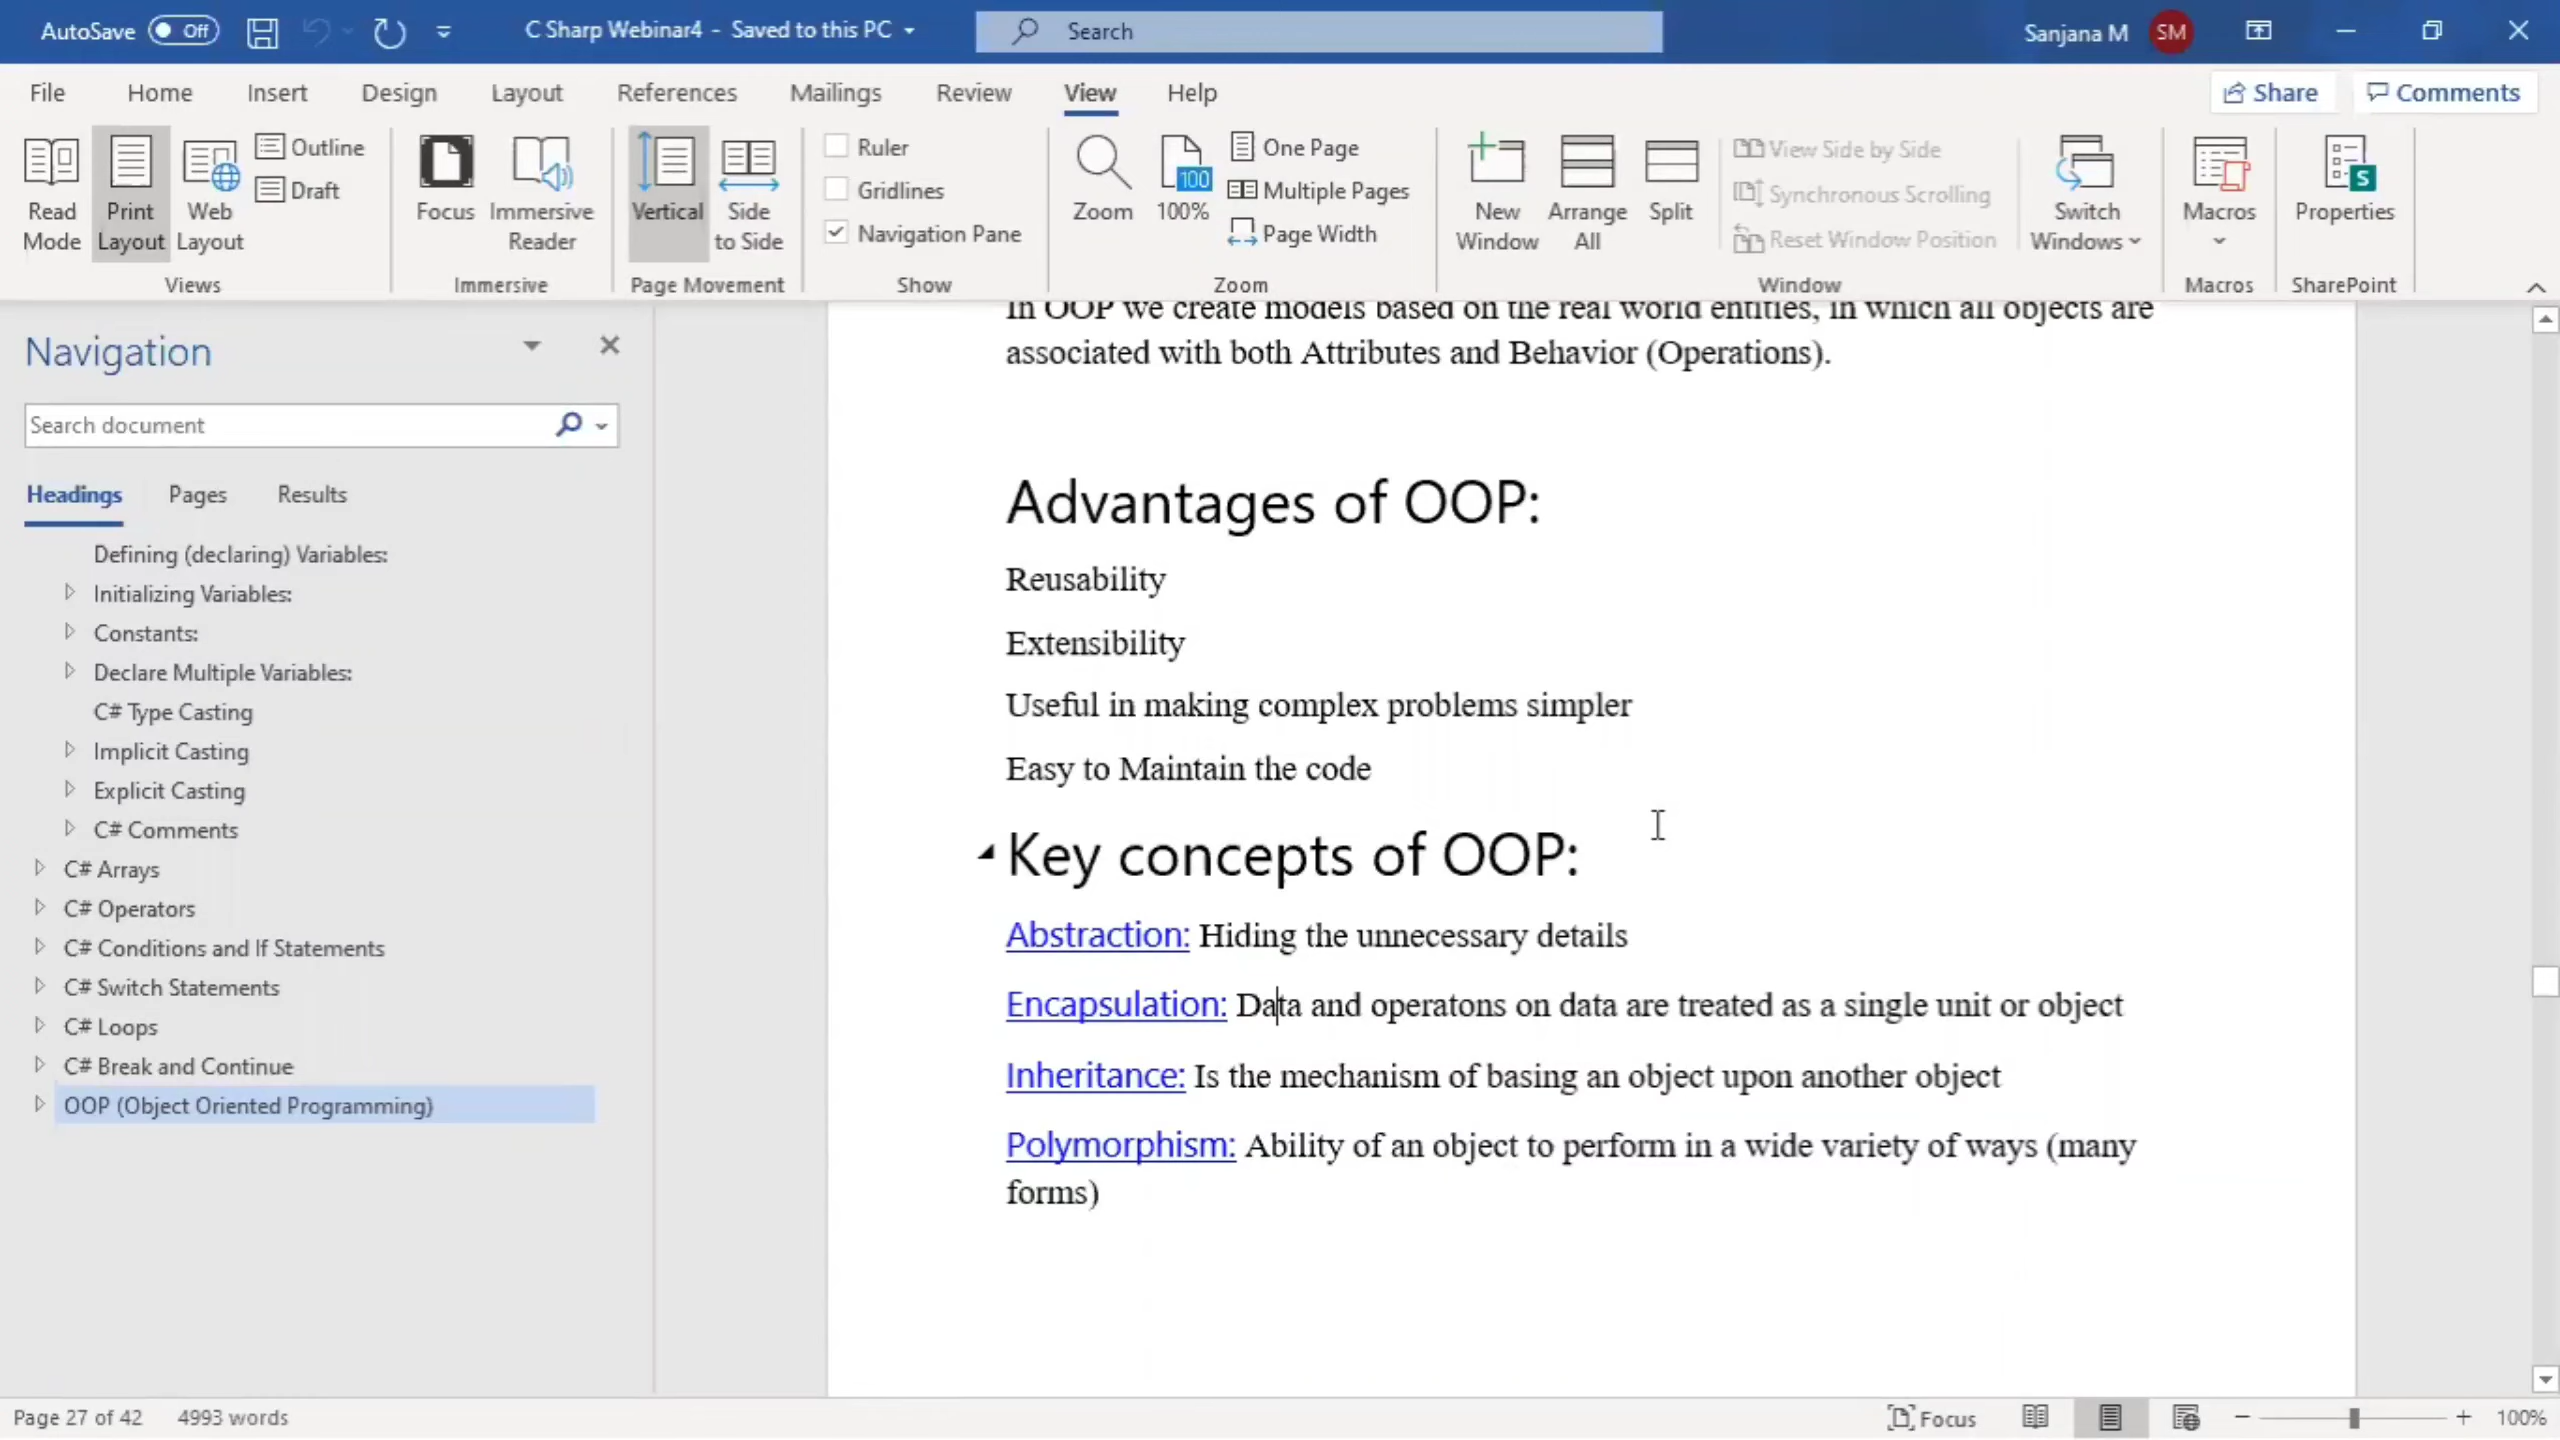 AutoSave Off C Sharp Webinar4 - Saved to this PC Search Sanjana M SM
File Home Insert Design Layout References Mailings Review View Help Share Comments
Read Mode
Print Layout
Web Layout
Outline
Draft
Views
Focus
Immersive Reader
Immersive
Vertical
Side to Side
Page Movement
Ruler
Gridlines
Navigation Pane
Show
Zoom
100
100%
One Page
Multiple Pages
Page Width
Zoom
New Window
Arrange All
Split
View Side by Side
Synchronous Scrolling
Reset Window Position
Window
Switch Windows
Macros
Macros
S
Properties
SharePoint
Navigation
Search document
Headings Pages Results
Defining (declaring) Variables:
Initializing Variables:
Constants:
Declare Multiple Variables:
C# Type Casting
Implicit Casting
Explicit Casting
C# Comments
C# Arrays
C# Operators
C# Conditions and If Statements
C# Switch Statements
C# Loops
C# Break and Continue
OOP (Object Oriented Programming)
In OOP we create models based on the real world entities, in which all objects are
associated with both Attributes and Behavior (Operations).
Advantages of OOP:
Reusability
Extensibility
Useful in making complex problems simpler
Easy to Maintain the code
Key concepts of OOP:
Abstraction: Hiding the unnecessary details
Encapsulation: Data and operatons on data are treated as a single unit or object
Inheritance: Is the mechanism of basing an object upon another object
Polymorphism: Ability of an object to perform in a wide variety of ways (many
forms)
Page 27 of 42 4993 words Focus 100%